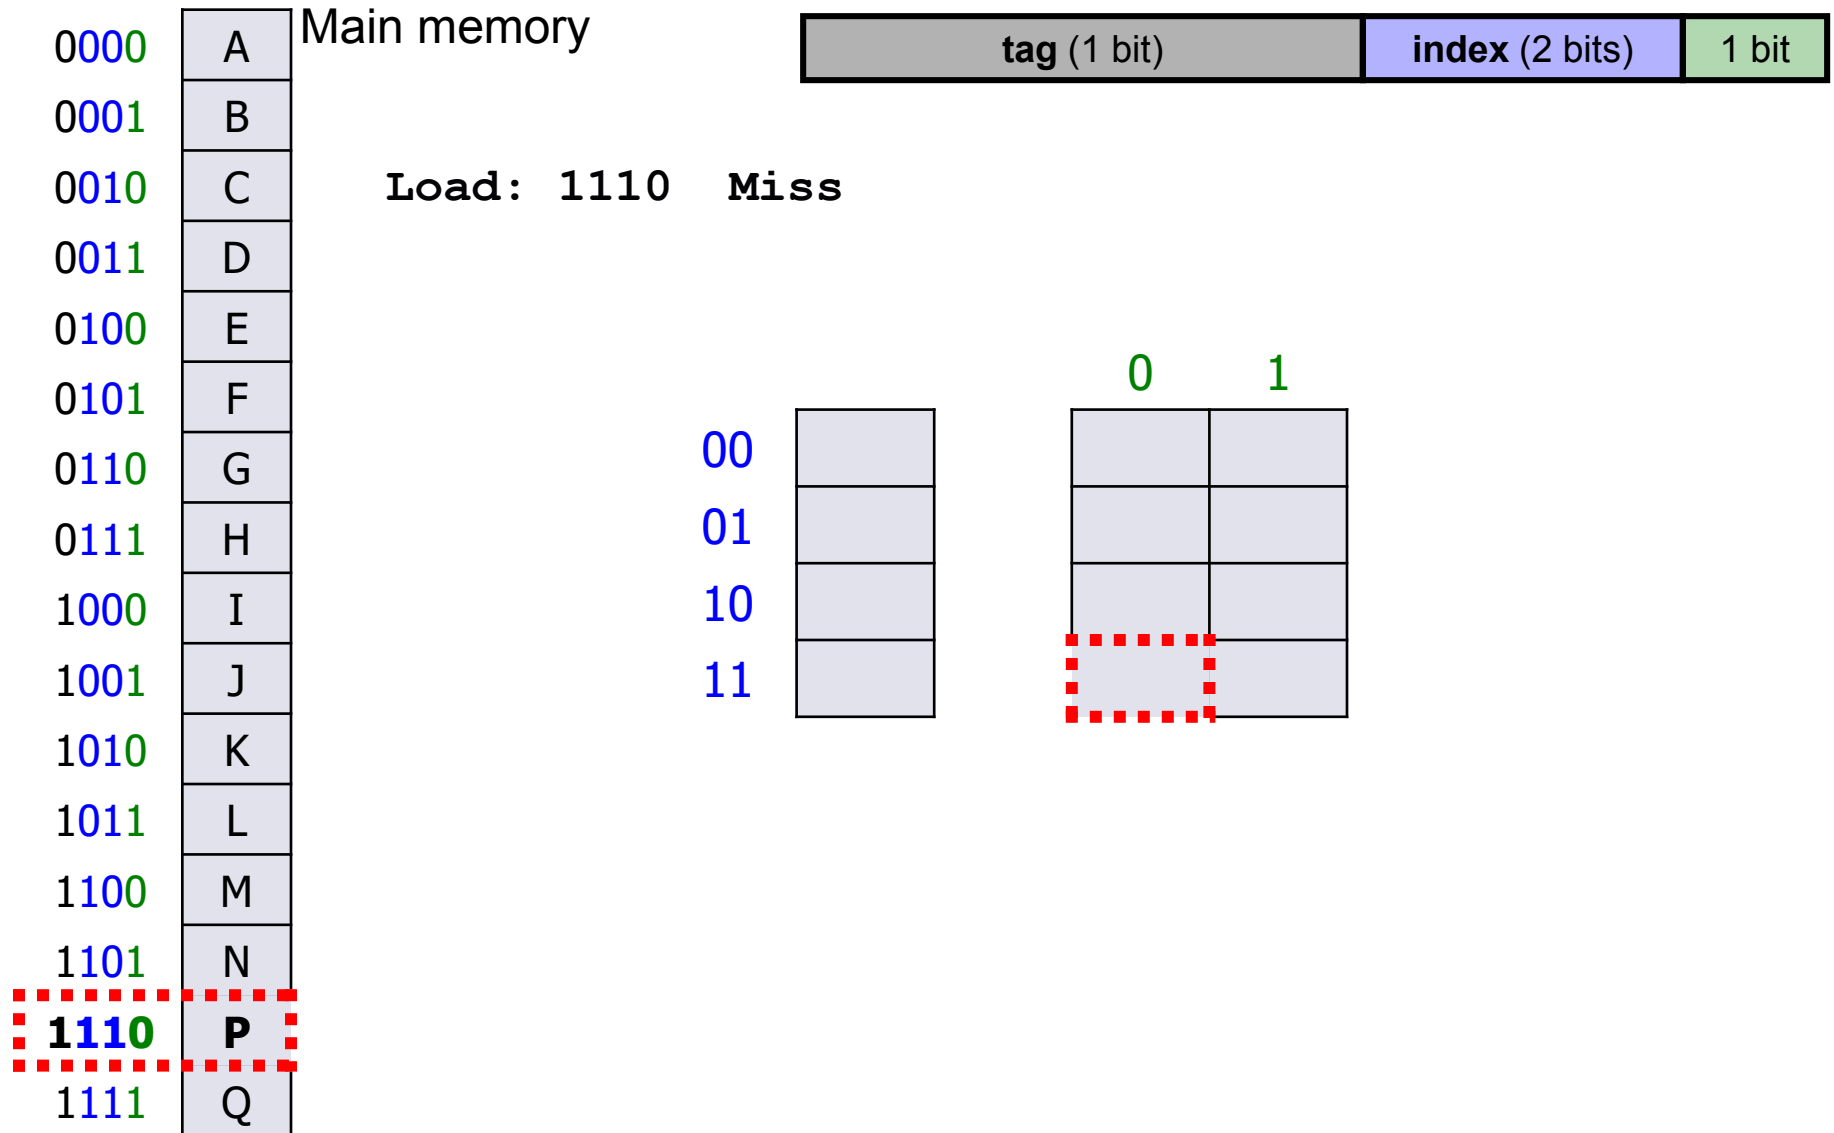 Main memory
tag (1 bit) index (2 bits) 1 bit
0000 A
0001 B
0010 C
Load: 1110 Miss
0011 D
0100 E
0101 F
0110 G
0111 H
1000 I
1001 J
1010 K
1011 L
1100 M
1101 N
1110 P
1111 Q
0 1
00
01
10
11